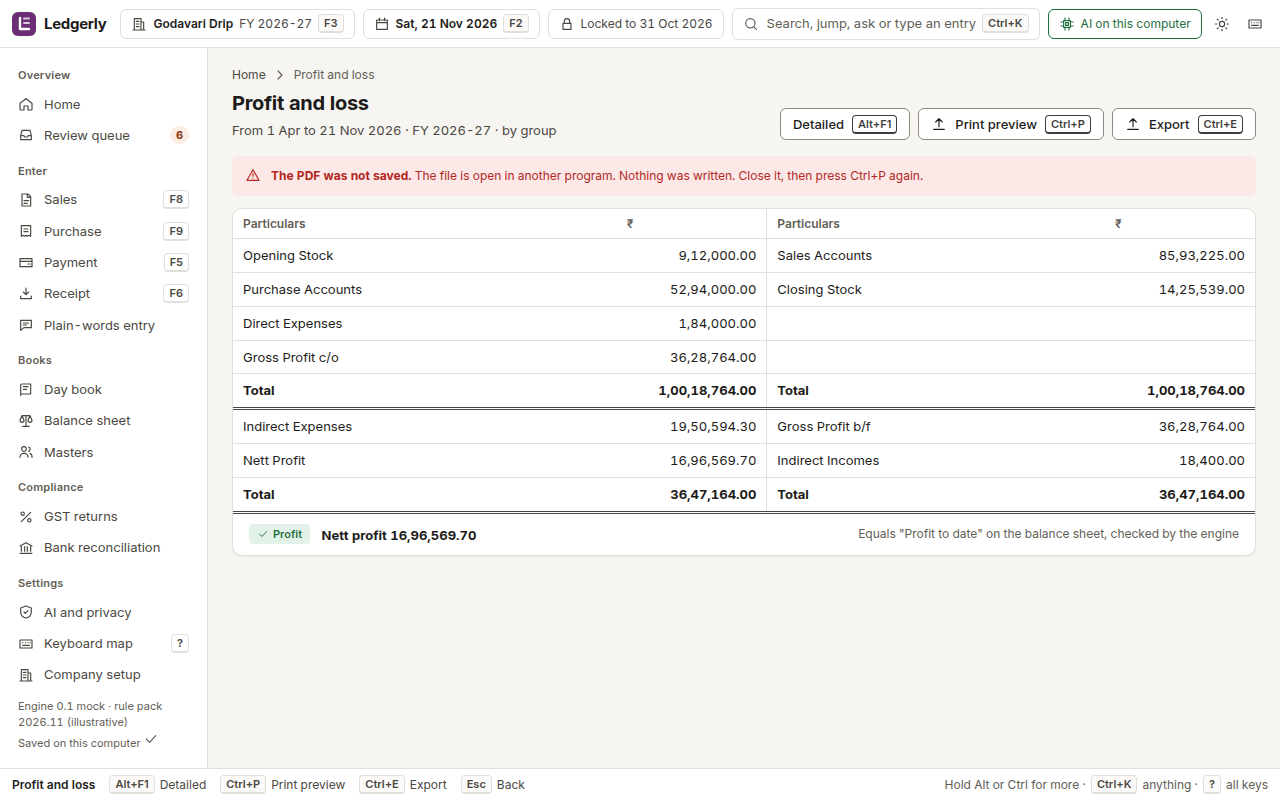 Ledgerly
Godavari Drip FY 2026-27 F3
Sat, 21 Nov 2026 F2
Locked to 31 Oct 2026
Search, jump, ask or type an entry Ctrl+K
AI on this computer
Overview
Home
Review queue 6
Enter
Sales F8
Purchase F9
Payment F5
Receipt F6
Plain-words entry
Books
Day book
Balance sheet
Masters
Compliance
GST returns
Bank reconciliation
Settings
AI and privacy
Keyboard map ?
Company setup
Engine 0.1 mock · rule pack
2026.11 (illustrative)
Saved on this computer
Home > Profit and loss
Profit and loss
From 1 Apr to 21 Nov 2026 · FY 2026-27 · by group
Detailed Alt+F1
Print preview Ctrl+P
Export Ctrl+E
The PDF was not saved. The file is open in another program. Nothing was written. Close it, then press Ctrl+P again.
Particulars ₹ Particulars ₹
Opening Stock 9,12,000.00 Sales Accounts 85,93,225.00
Purchase Accounts 52,94,000.00 Closing Stock 14,25,539.00
Direct Expenses 1,84,000.00
Gross Profit c/o 36,28,764.00
Total 1,00,18,764.00 Total 1,00,18,764.00
Indirect Expenses 19,50,594.30 Gross Profit b/f 36,28,764.00
Nett Profit 16,96,569.70 Indirect Incomes 18,400.00
Total 36,47,164.00 Total 36,47,164.00
Profit Nett profit 16,96,569.70 Equals "Profit to date" on the balance sheet, checked by the engine
Profit and loss Alt+F1 Detailed Ctrl+P Print preview Ctrl+E Export Esc Back Hold Alt or Ctrl for more · Ctrl+K anything · ? all keys